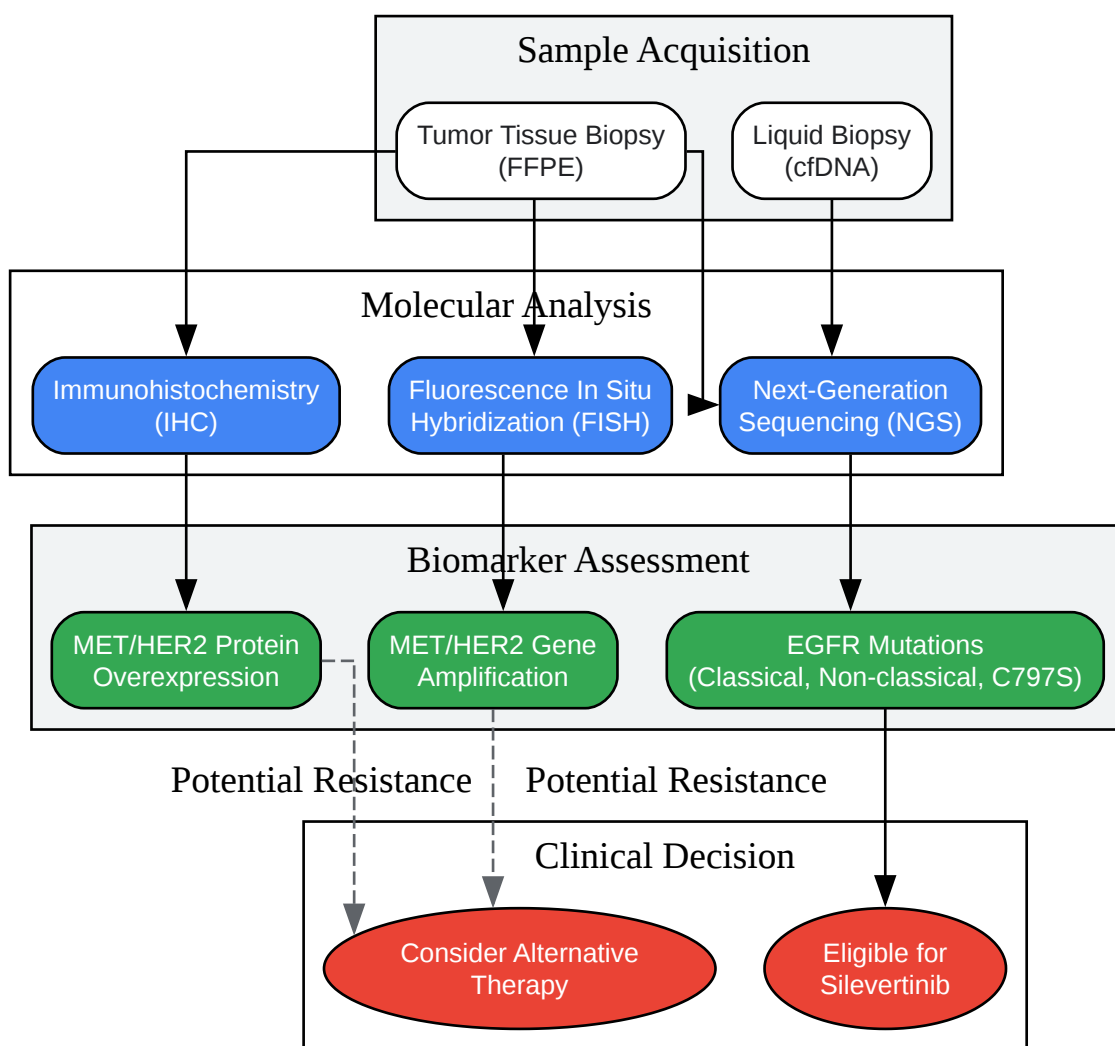 Sample Acquisition
Tumor Tissue Biopsy
(FFPE)
Liquid Biopsy
(cfDNA)
Molecular Analysis
Immunohistochemistry
(IHC)
Fluorescence In Situ
Hybridization (FISH)
Next-Generation
Sequencing (NGS)
Biomarker Assessment
MET/HER2 Protein
Overexpression
MET/HER2 Gene
Amplification
EGFR Mutations
(Classical, Non-classical, C797S)
Potential Resistance
Potential Resistance
Clinical Decision
Consider Alternative
Therapy
Eligible for
Silevertinib